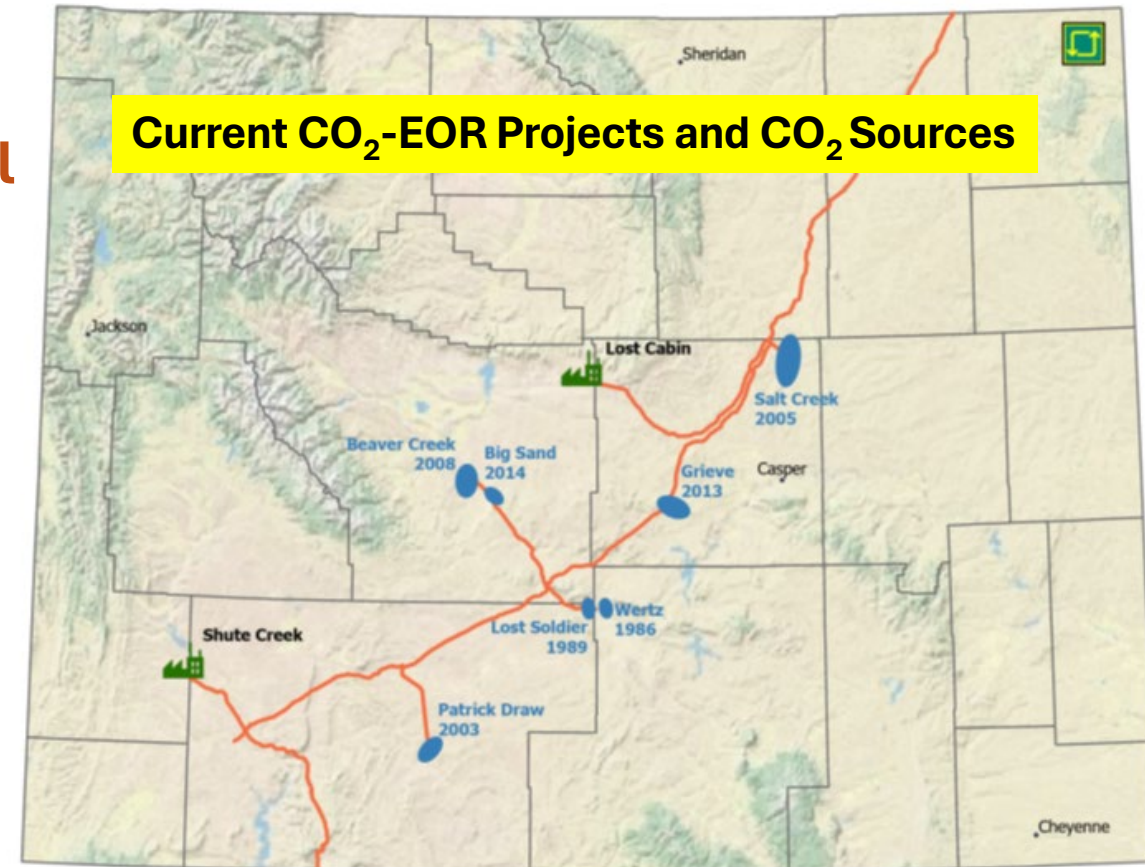 Sheridan
Current CO₂-EOR Projects and CO₂ Sources
l
Jackson
Lost Cabin
Salt Creek
2005
Beaver Creek
2008
Big Sand
2014
Grieve
2013
Casper
Lost Soldier
1989
Wertz
1986
Shute Creek
Patrick Draw
2003
Cheyenne